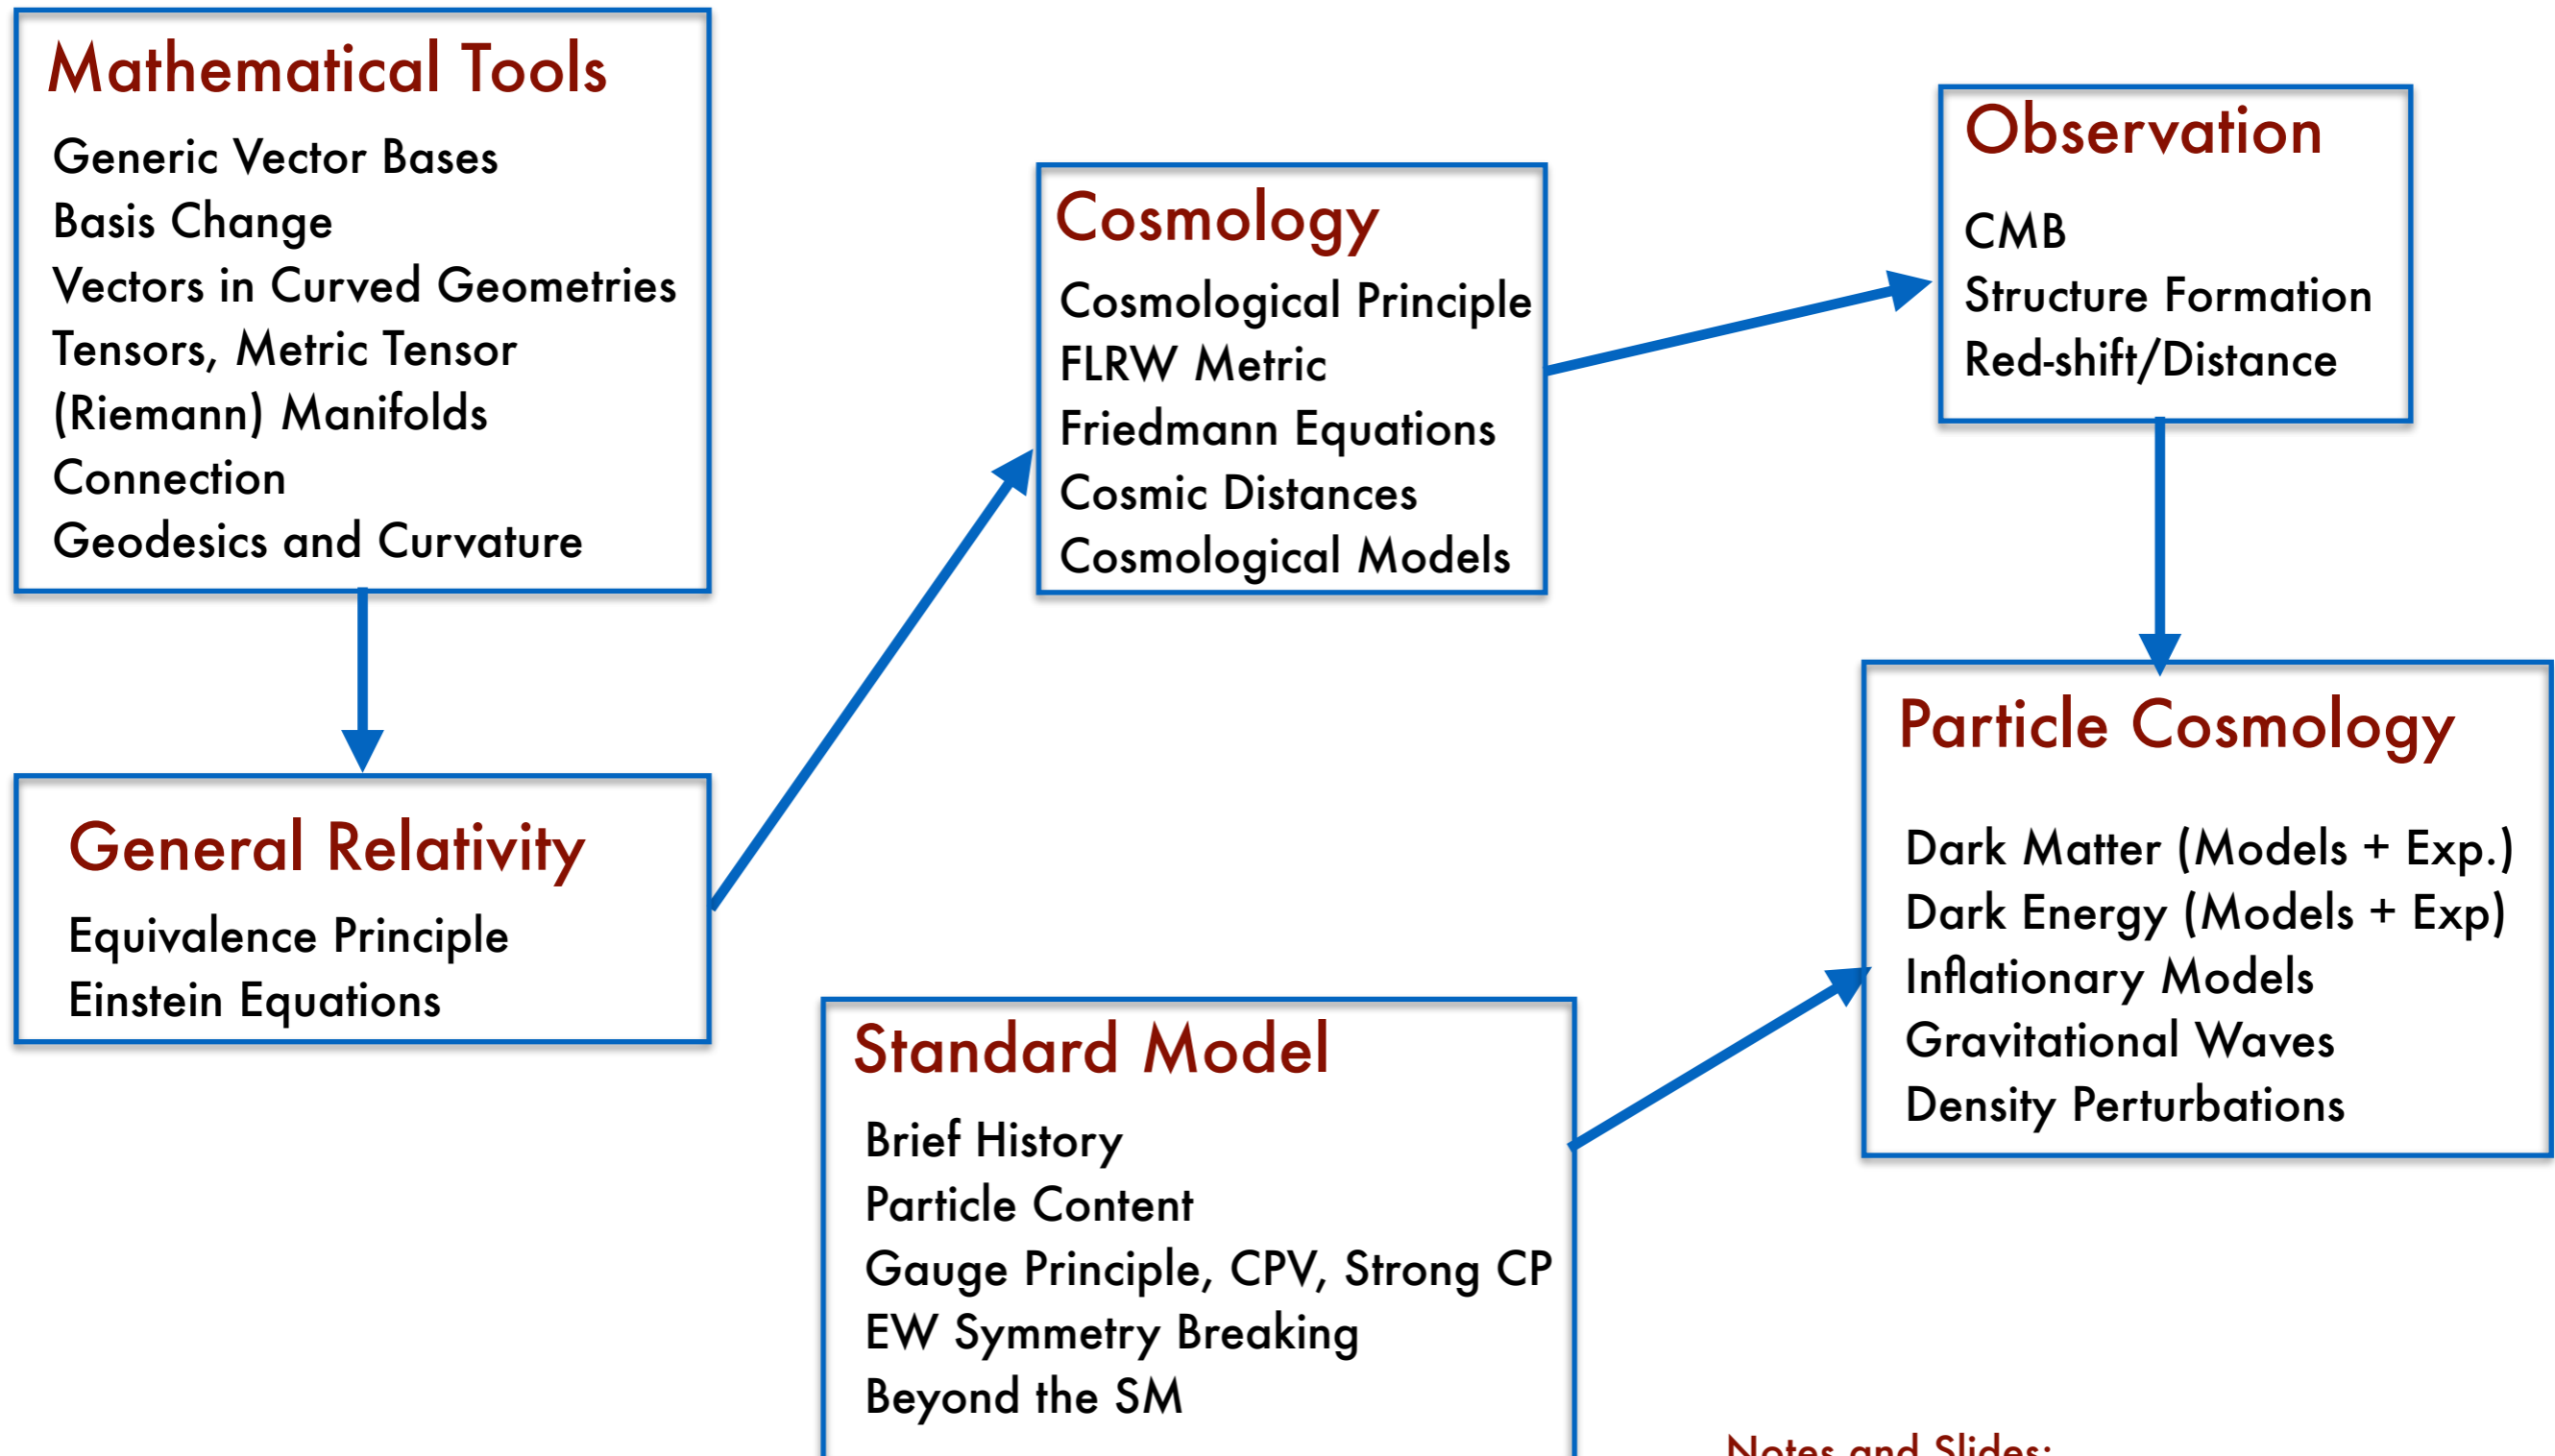 Mathematical Tools
Generic Vector Bases
Basis Change
Vectors in Curved Geometries
Tensors, Metric Tensor
(Riemann) Manifolds
Connection
Geodesics and Curvature
General Relativity
Equivalence Principle
Einstein Equations
Cosmology
Cosmological Principle
FLRW Metric
Friedmann Equations
Cosmic Distances
Cosmological Models
Observation
CMB
Structure Formation
Red-shift/Distance
Standard Model
Brief History
Particle Content
Gauge Principle, CPV, Strong CP
EW Symmetry Breaking
Beyond the SM
Particle Cosmology
Dark Matter (Models + Exp.)
Dark Energy (Models + Exp)
Inflationary Models
Gravitational Waves
Density Perturbations
Notes and Slides: